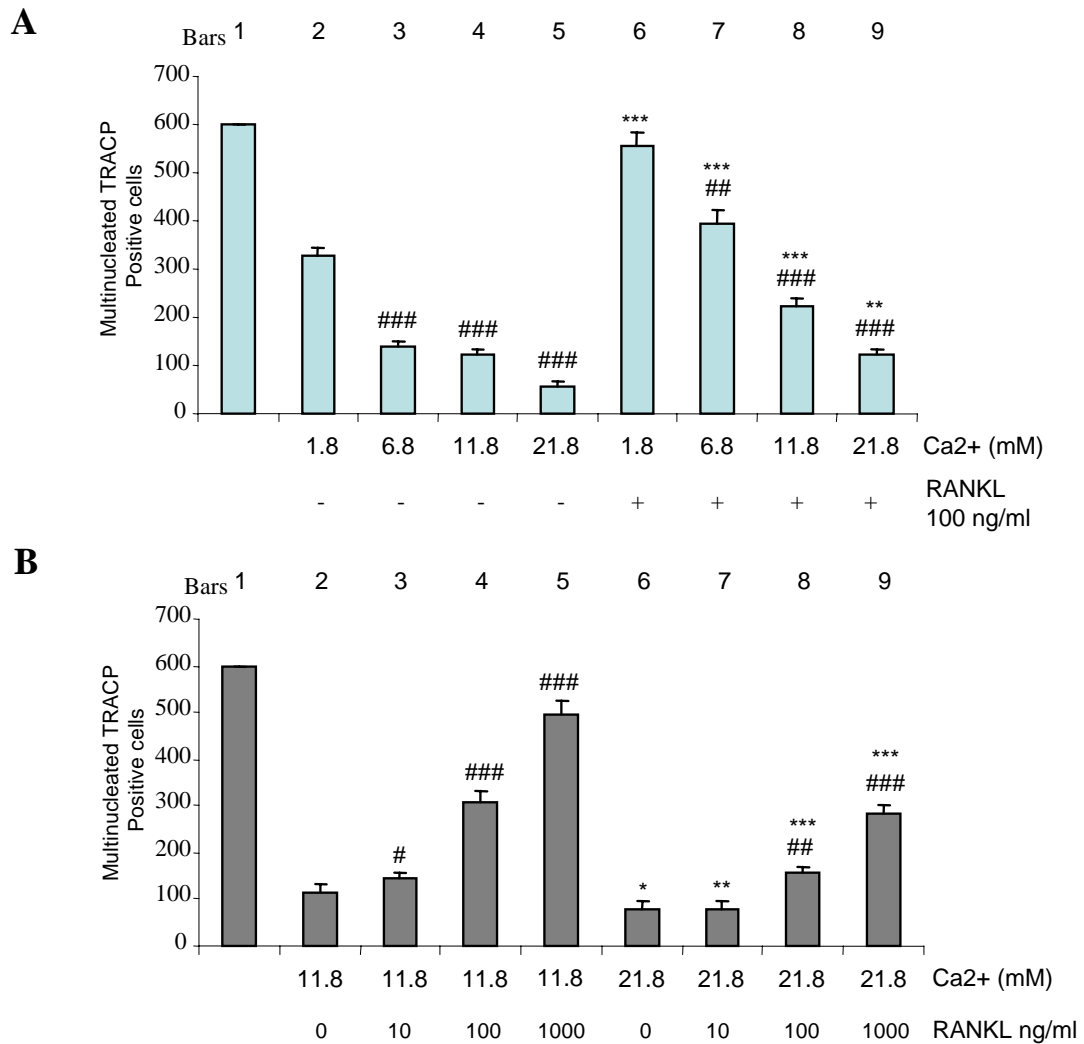 A
Bars 1 2 3 4 5 6 7 8 9
700
600
500
400
300
200
100
0
Multinucleated TRACP
Positive cells
### ### ### *** *** ## *** ### ** ###
1.8 6.8 11.8 21.8 1.8 6.8 11.8 21.8 Ca2+ (mM)
- - - - + + + + RANKL
100 ng/ml
B
Bars 1 2 3 4 5 6 7 8 9
700
600
500
400
300
200
100
0
Multinucleated TRACP
Positive cells
# ### ### * ** *** ## *** ###
11.8 11.8 11.8 11.8 21.8 21.8 21.8 21.8 Ca2+ (mM)
0 10 100 1000 0 10 100 1000 RANKL ng/ml